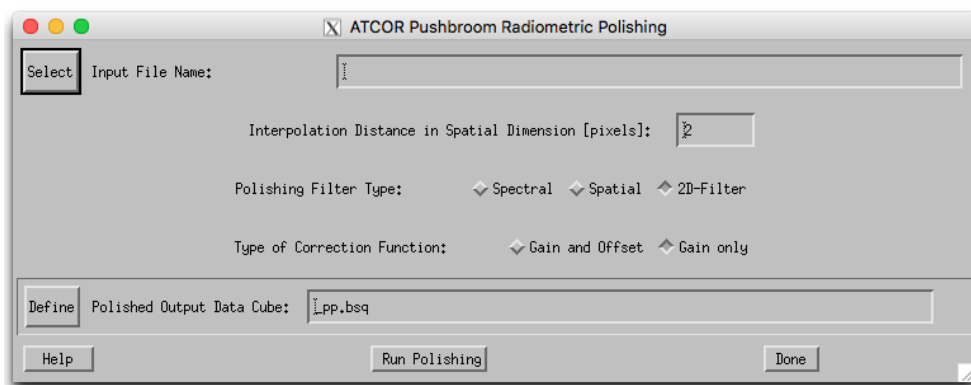 ATCOR Pushbroom Radiometric Polishing
Select Input File Name:
Interpolation Distance in Spatial Dimension [pixels]: 2
Polishing Filter Type: Spectral Spatial 2D-Filter
Type of Correction Function: Gain and Offset Gain only
Define Polished Output Data Cube: _pp.bsq
Help Run Polishing Done